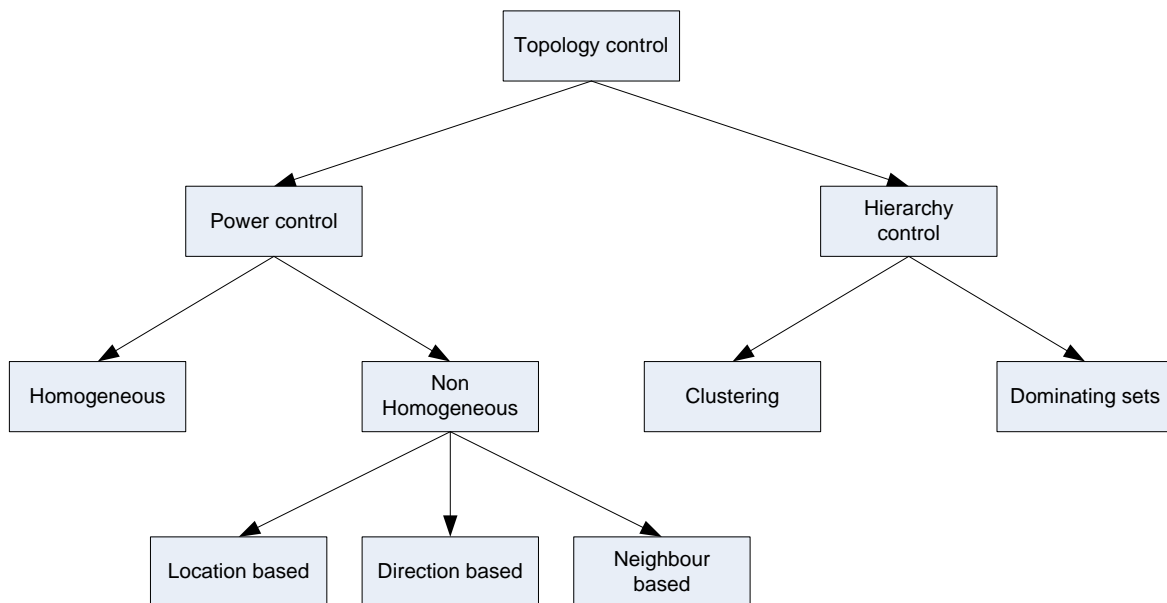 Topology control
Power control
Hierarchy
control
Homogeneous
Non
Homogeneous
Clustering
Dominating sets
Location based
Direction based
Neighbour
based